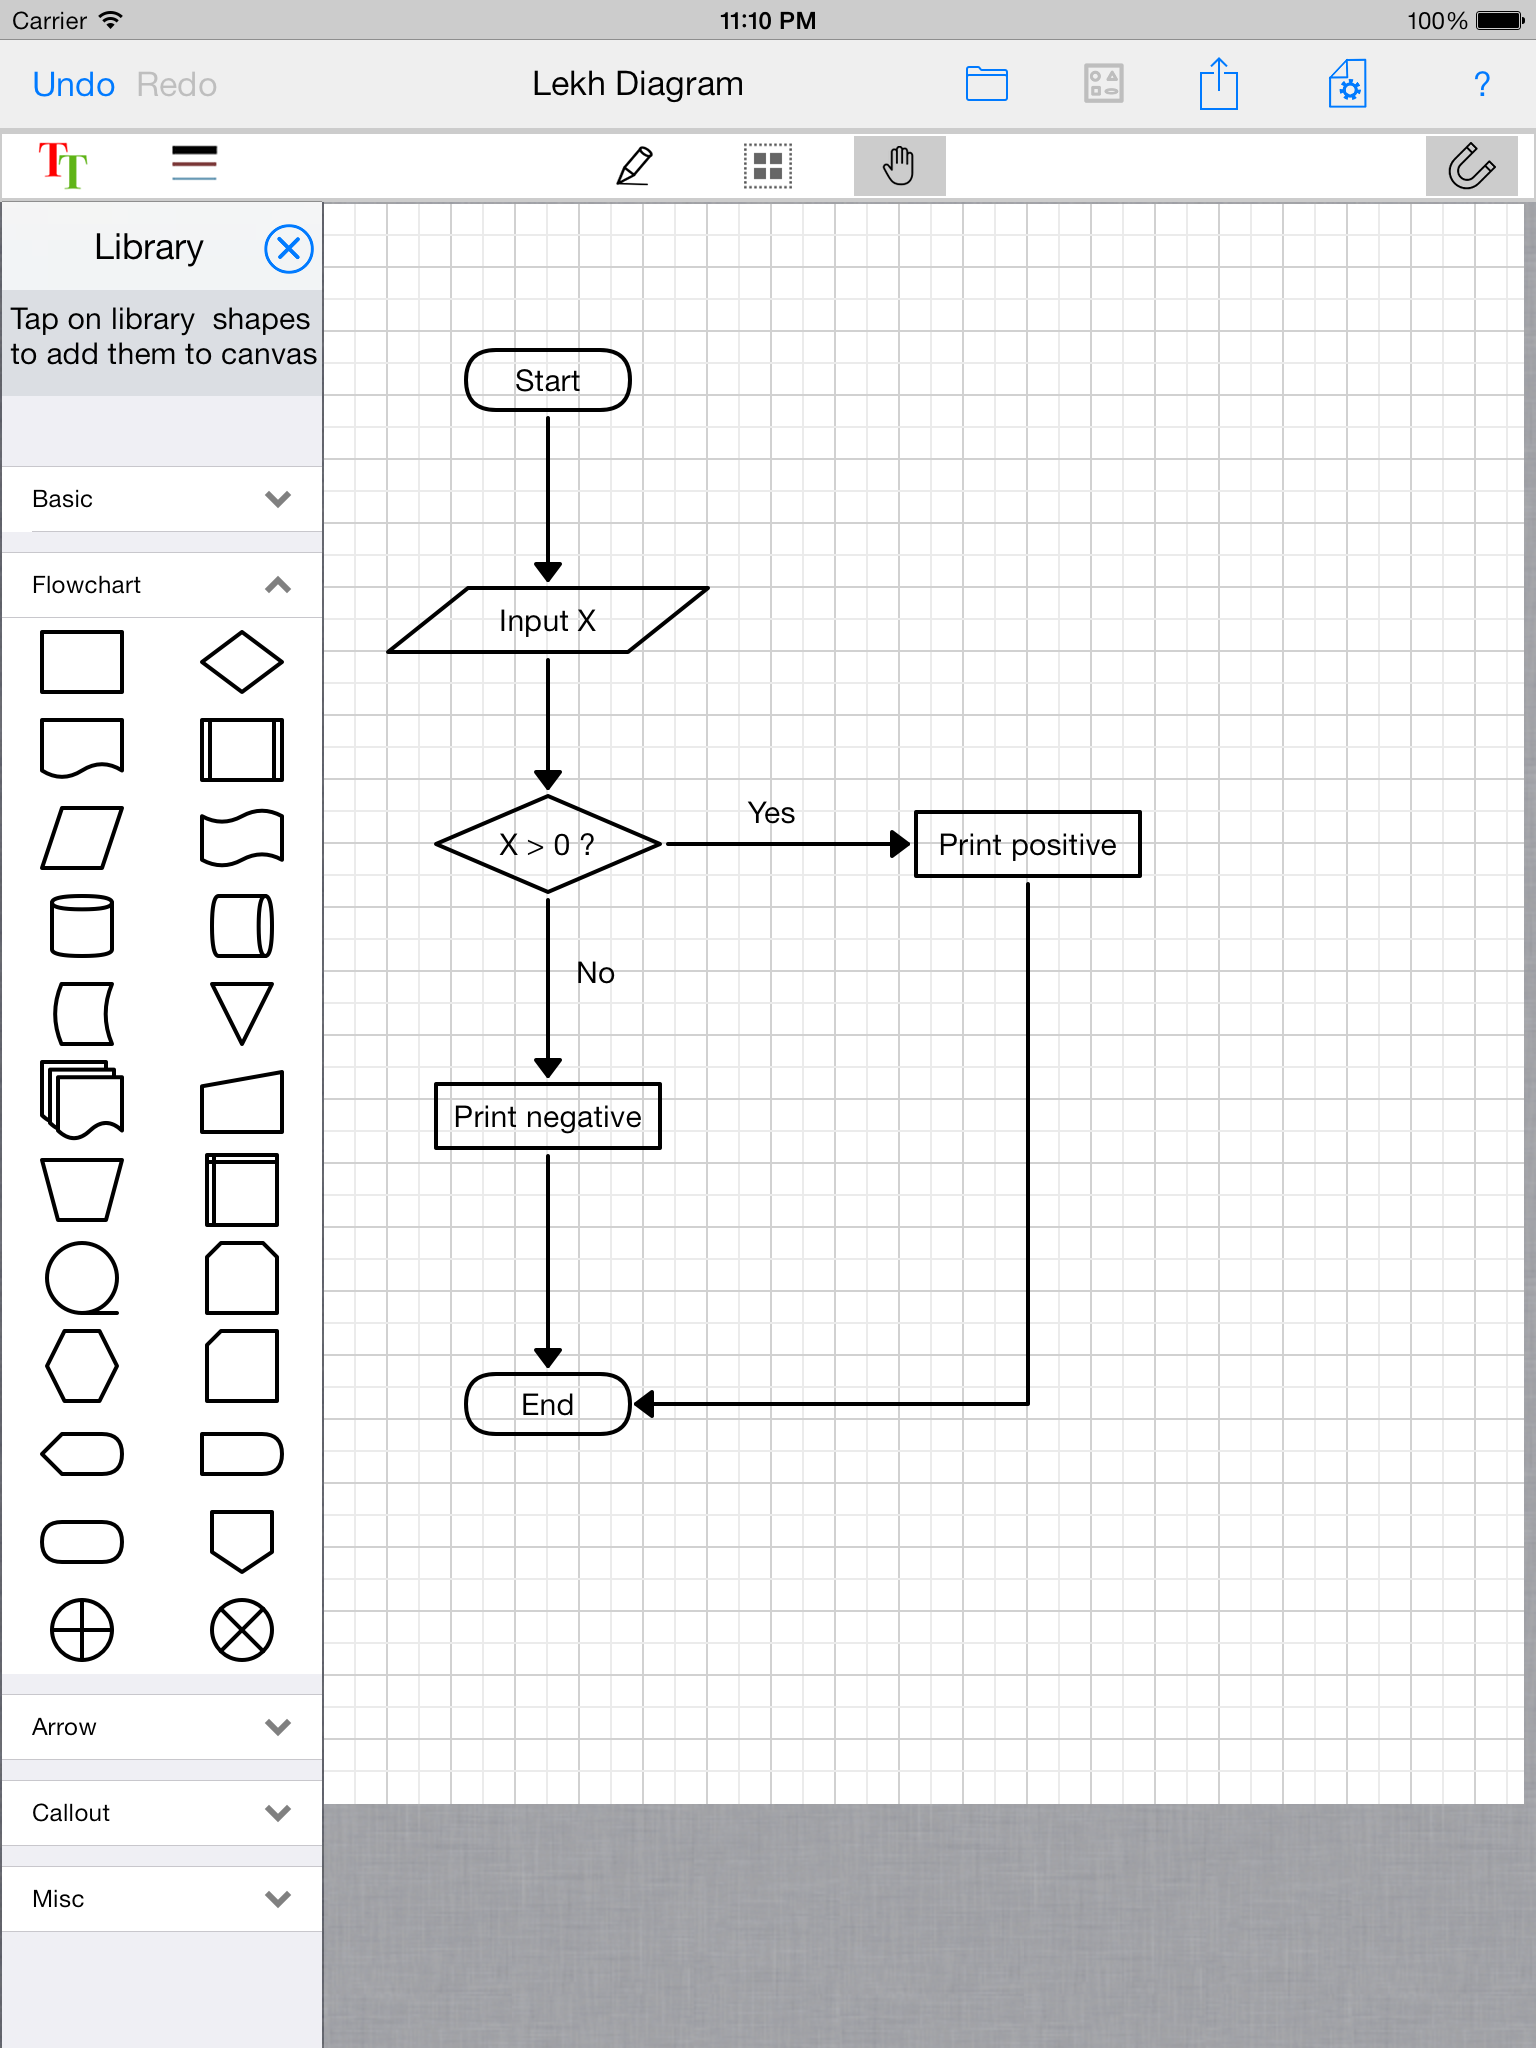 Carrier 11:10 PM 100%
Undo Redo Lekh Diagram ?
TT
Library
Tap on library shapes
to add them to canvas
Basic
Flowchart
Arrow
Callout
Misc
Start
Input X
X > 0 ?
Yes
Print positive
No
Print negative
End